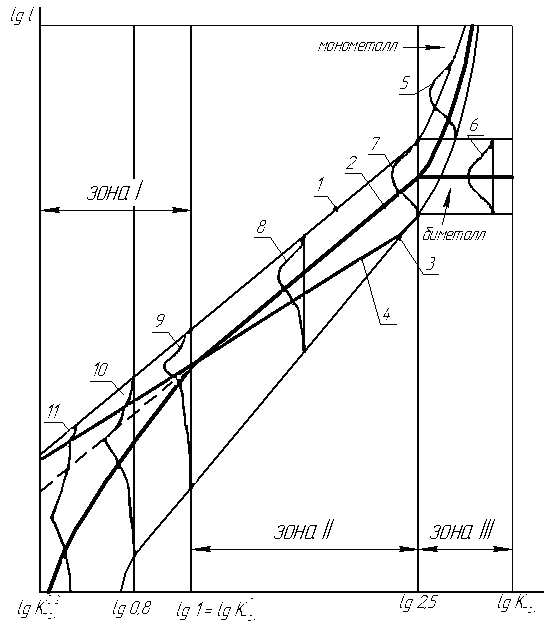 lg l
монометалл
5
7
6
2
1
зона I
8
биметалл
3
4
9
10
11
зона II
зона III
lg K
lg 0,8
lg 1 = lg K
lg 2,5
lg K